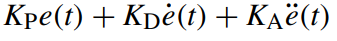 K_P e(t) + K_D ė(t) + K_A ë(t)